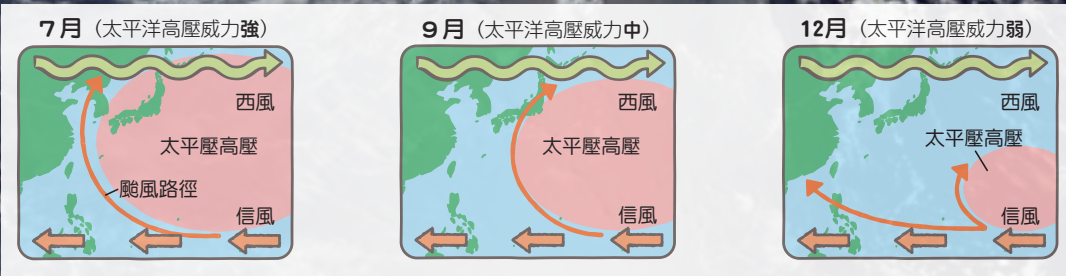 7月（太平洋高壓威力強）
西風
太平壓高壓
颱風路徑
信風
9月（太平洋高壓威力中）
西風
太平壓高壓
信風
12月（太平洋高壓威力弱）
西風
太平壓高壓
信風